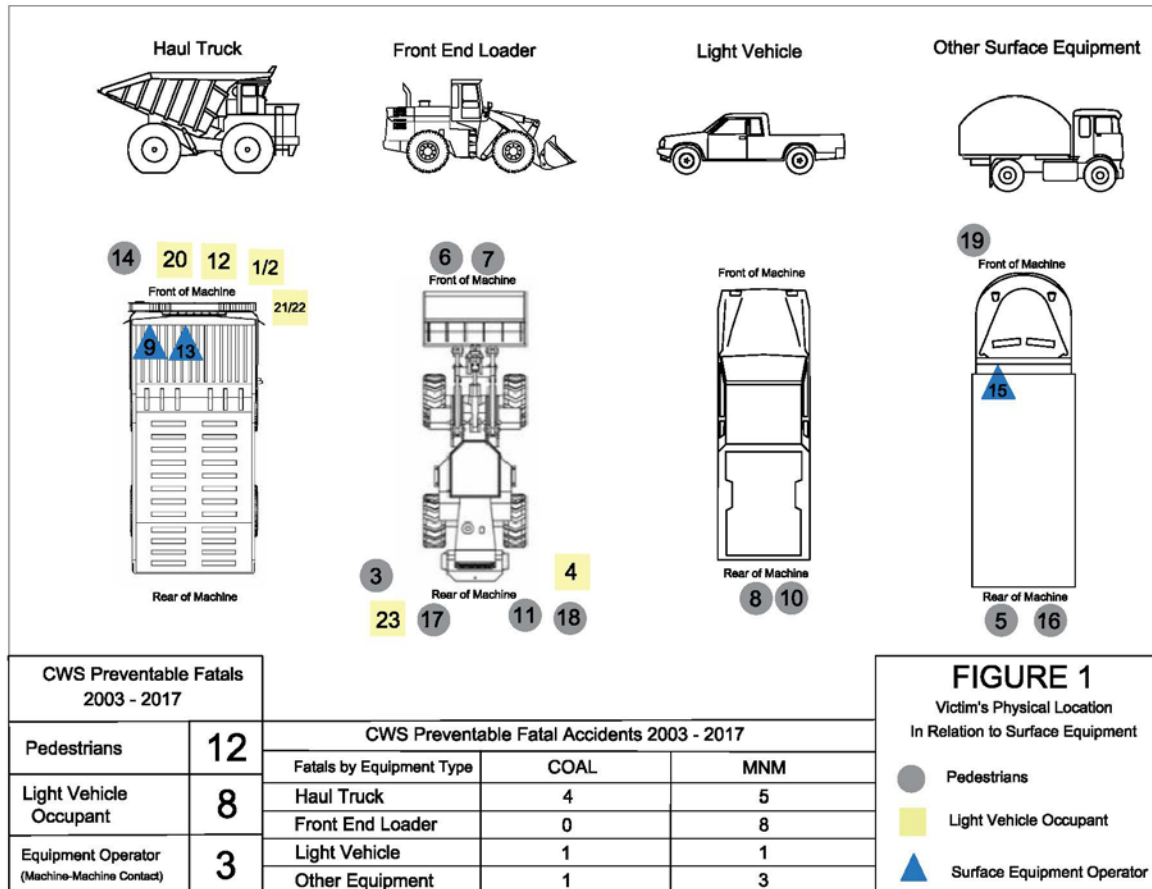 Haul Truck
Front End Loader
Light Vehicle
Other Surface Equipment
14
20
12
1/2
21/22
Front of Machine
9
13
Rear of Machine
6
7
Front of Machine
3
4
Rear of Machine
23
17
11
18
Front of Machine
Rear of Machine
8
10
19
Front of Machine
15
Rear of Machine
5
16
CWS Preventable Fatals
2003 - 2017
Pedestrians 12
Light Vehicle
Occupant
8
Equipment Operator
(Machine-Machine Contact)
3
CWS Preventable Fatal Accidents 2003 - 2017
Fatals by Equipment Type COAL MNM
Haul Truck 4 5
Front End Loader 0 8
Light Vehicle 1 1
Other Equipment 1 3
FIGURE 1
Victim's Physical Location
In Relation to Surface Equipment
Pedestrians
Light Vehicle Occupant
Surface Equipment Operator